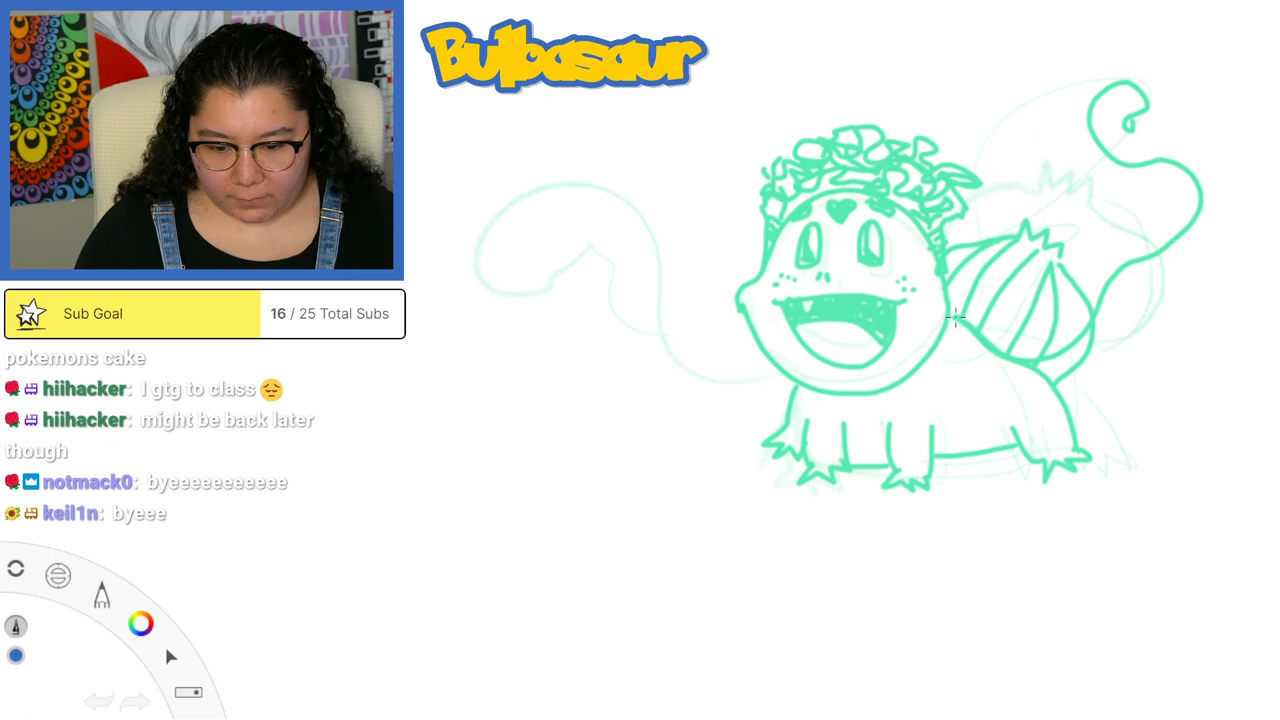 Bulbasaur
Sub Goal 16 / 25 Total Subs
pokemons cake
hiihacker: I gtg to class 😔
hiihacker: might be back later
though
notmack0: byeeeeeeeeeee
keil1n: byeee